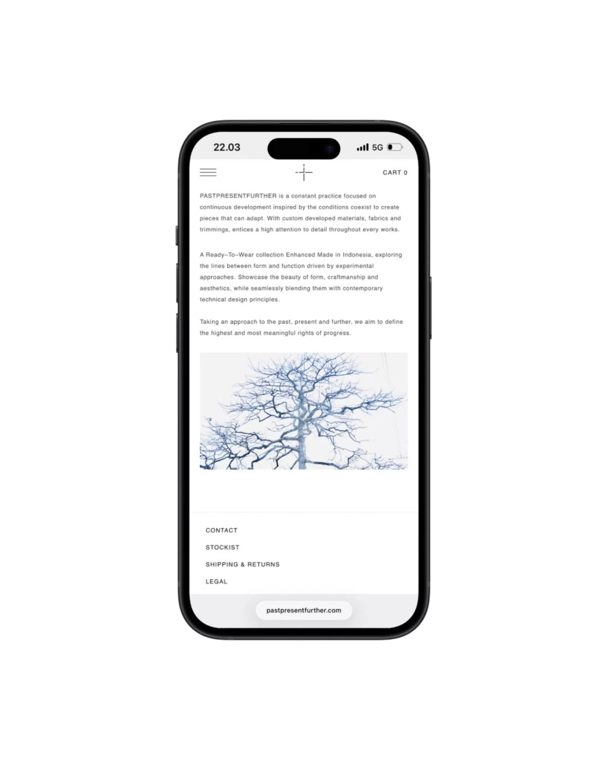 22.03
5G
CART 0
PASTPRESENTFURTHER is a constant practice focused on
continuous development inspired by the conditions coexist to create
pieces that can adapt. With custom developed materials, fabrics and
trimmings, entices a high attention to detail throughout every works.
A Ready-To-Wear collection Enhanced Made in Indonesia, exploring
the lines between form and function driven by experimental
approaches. Showcase the beauty of form, craftmanship and
aesthetics, while seamlessly blending them with contemporary
technical design principles.
Taking an approach to the past, present and further, we aim to define
the highest and most meaningful rights of progress.
CONTACT
STOCKIST
SHIPPING & RETURNS
LEGAL
pastpresentfurther.com